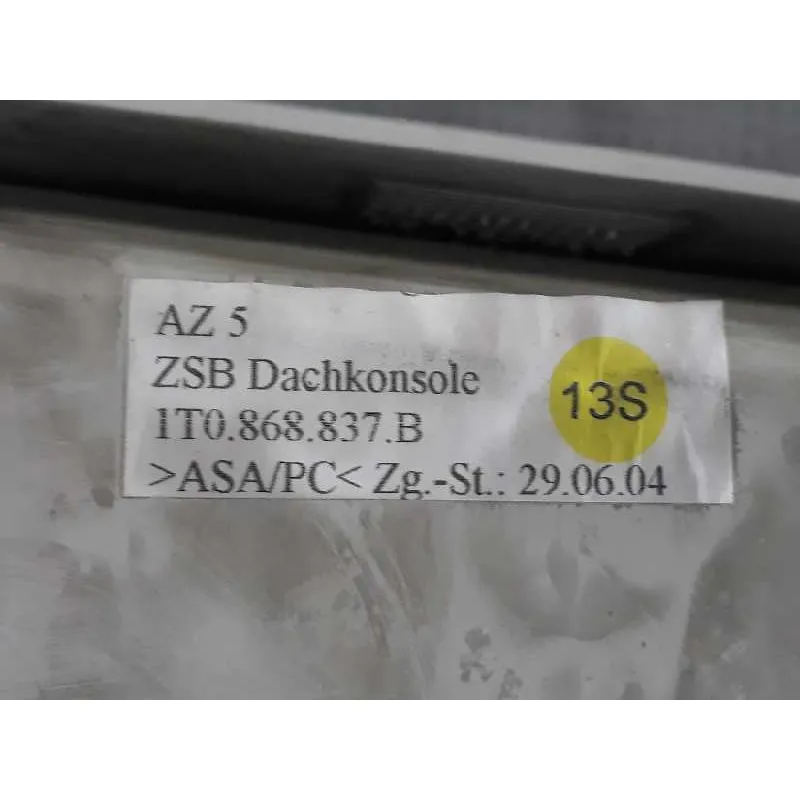 AZ 5
ZSB Dachkonsole
13S
1T0.868.837.B
>ASA/PC< Zg.-St.: 29.06.04